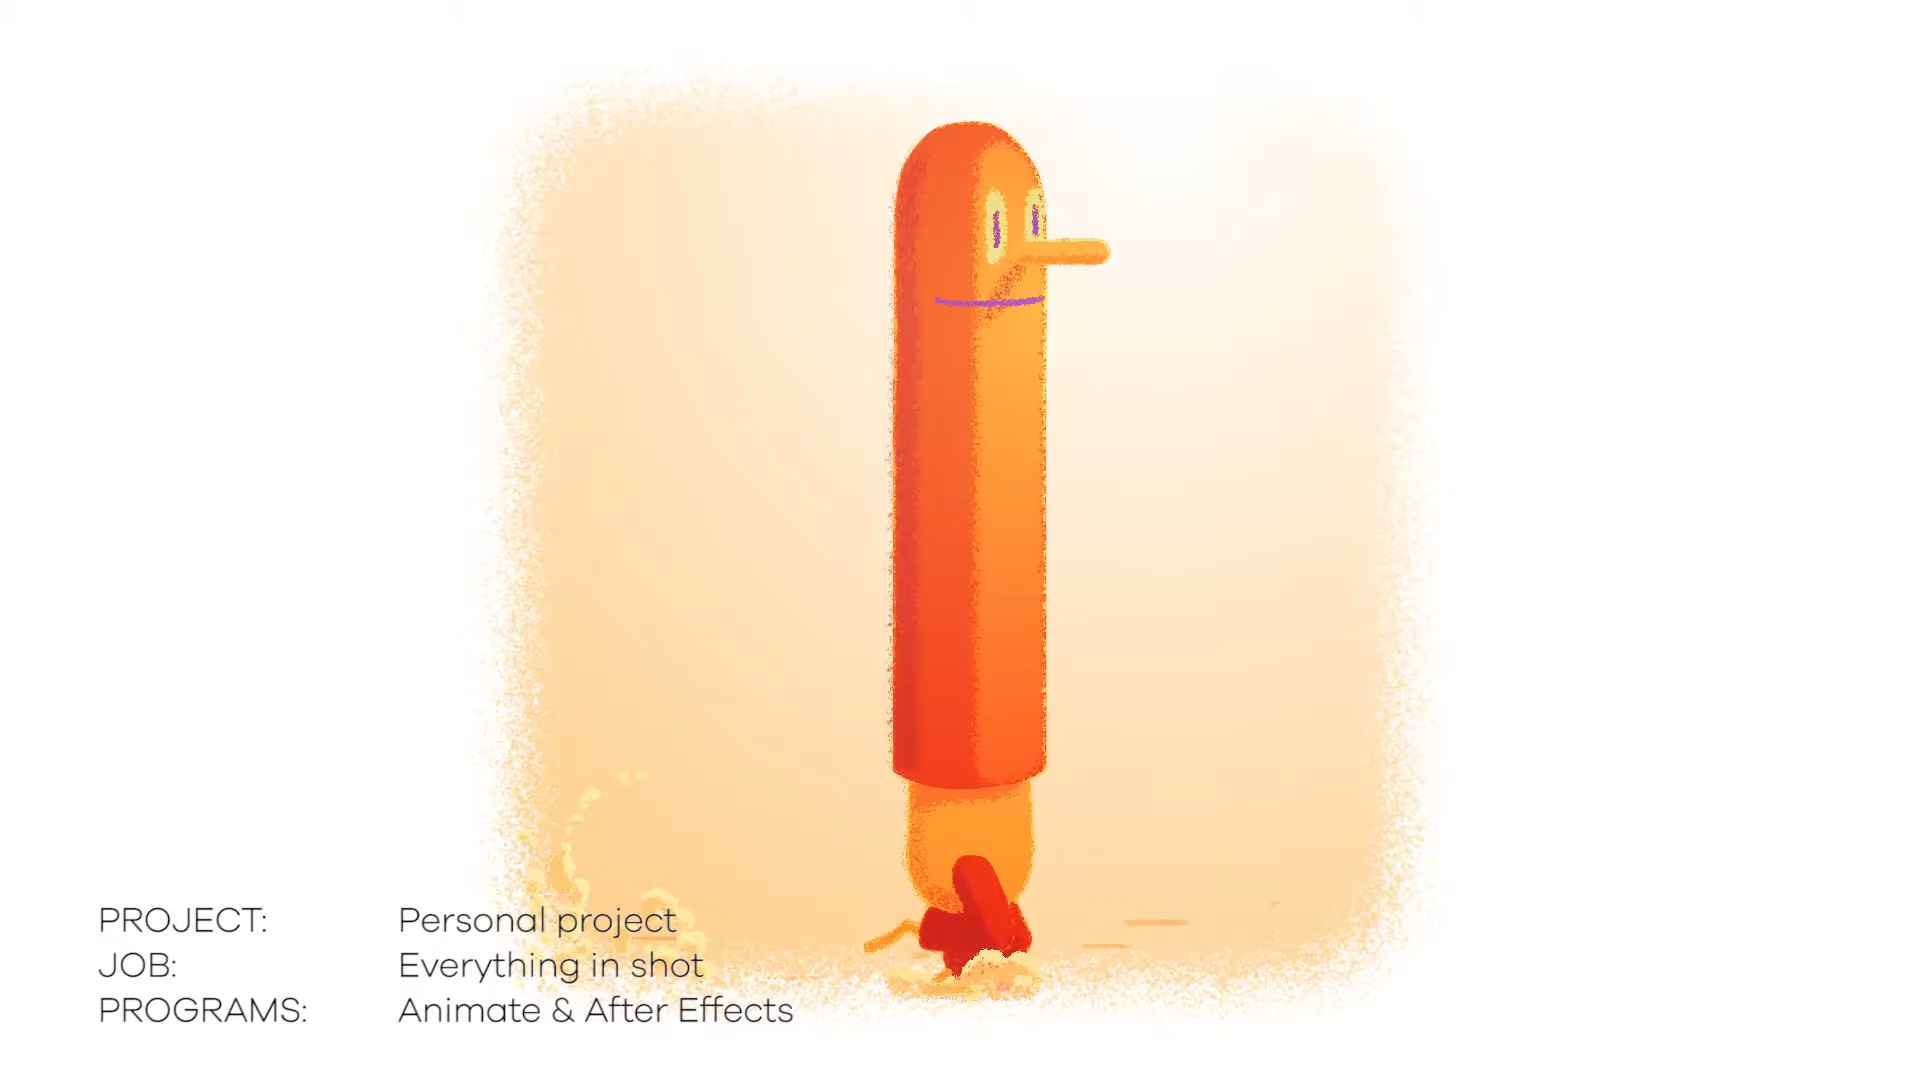 PROJECT: Personal project
JOB: Everything in shot
PROGRAMS: Animate & After Effects